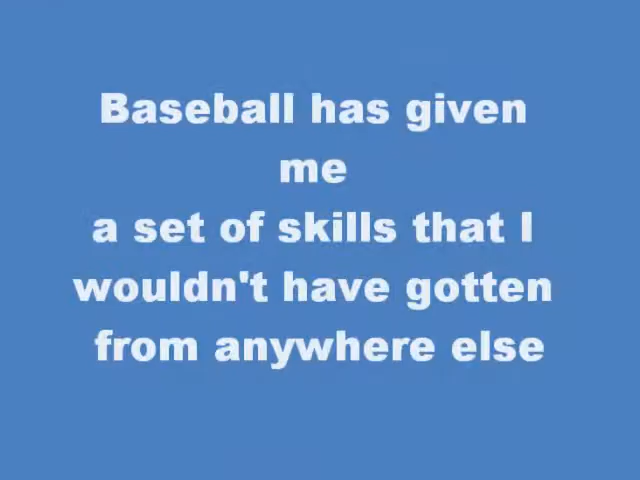 Baseball has given
me
a set of skills that I
wouldn't have gotten
from anywhere else